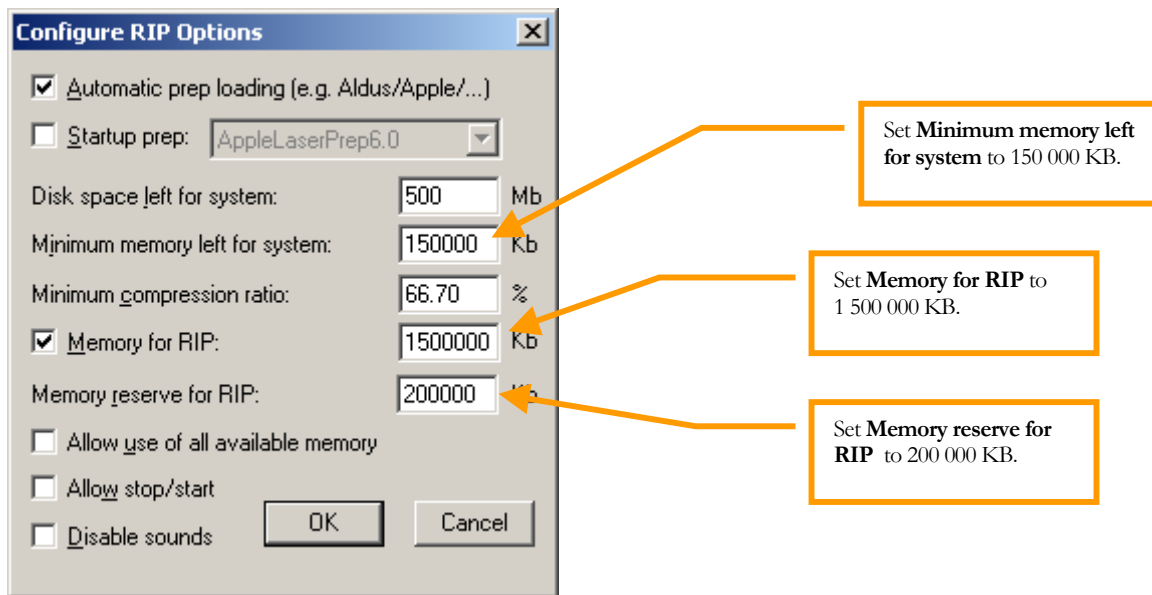 Configure RIP Options
Automatic prep loading (e.g. Aldus/Apple/...)
Startup prep: AppleLaserPrep6.0
Disk space left for system: 500 Mb
Minimum memory left for system: 150000 Kb
Minimum compression ratio: 66.70 %
Memory for RIP: 1500000 Kb
Memory reserve for RIP: 200000 Kb
Allow use of all available memory
Allow stop/start
Disable sounds
OK Cancel
Set Minimum memory left
for system to 150 000 KB.
Set Memory for RIP to
1 500 000 KB.
Set Memory reserve for
RIP to 200 000 KB.